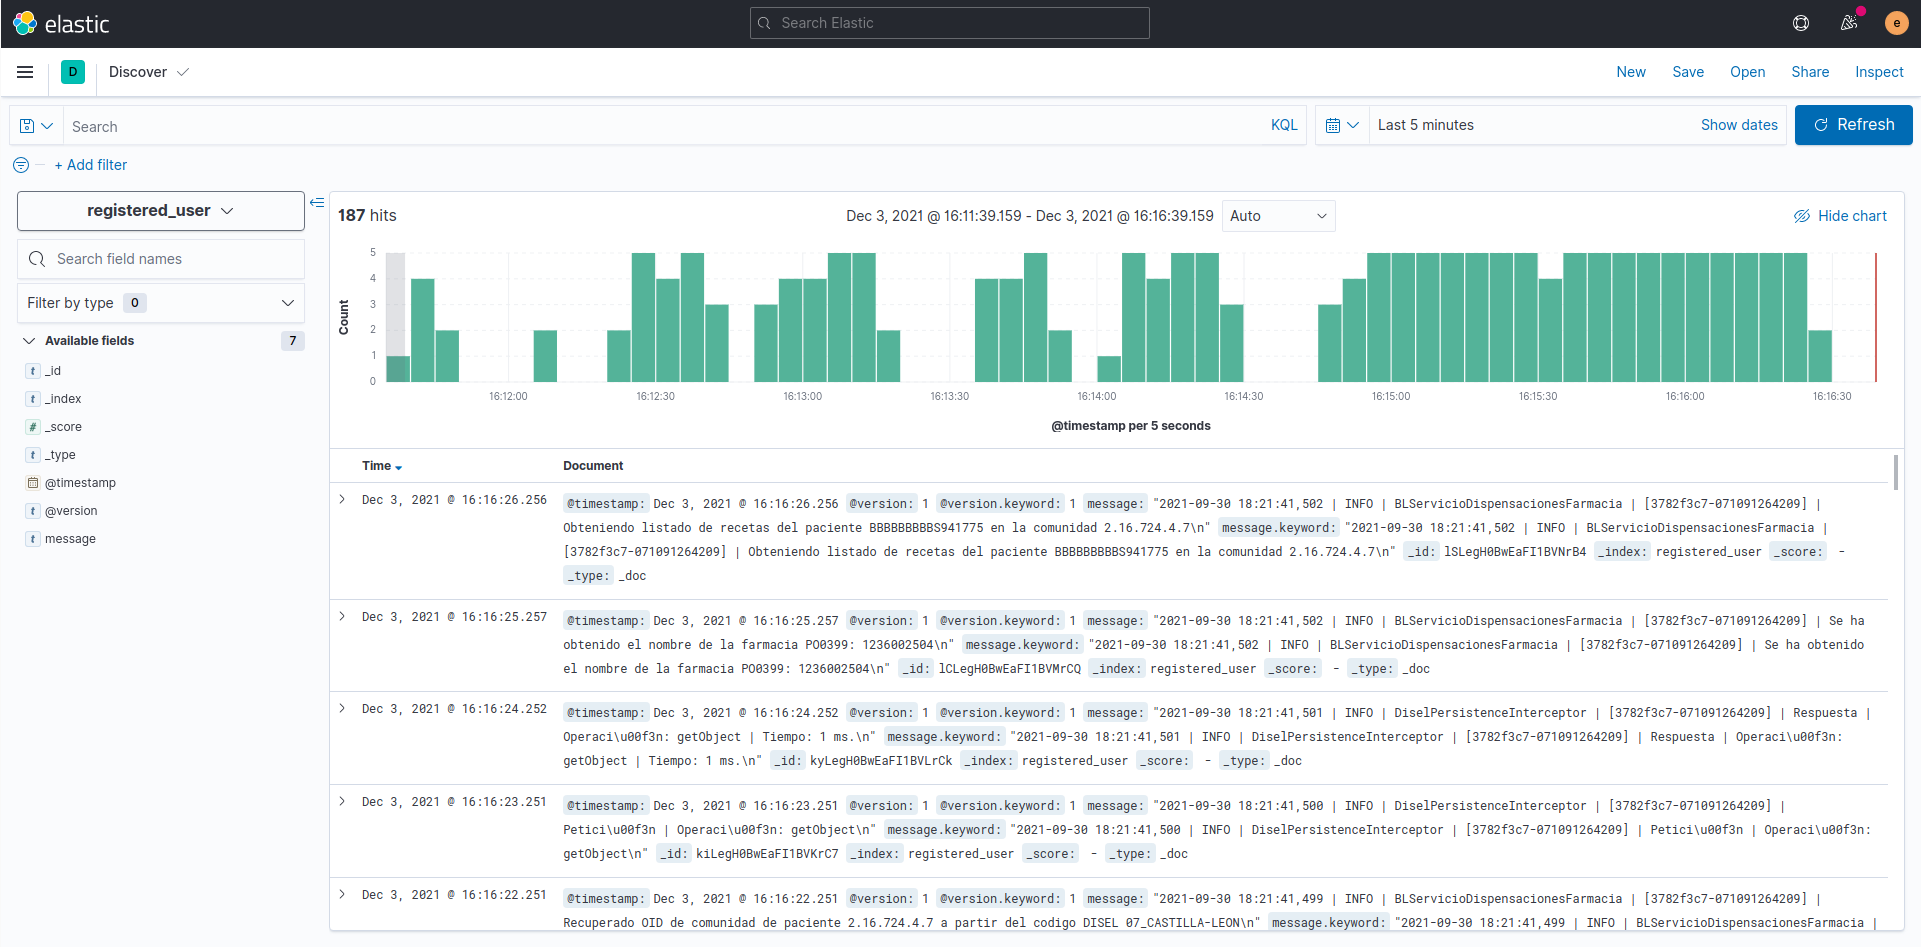 elastic
Search Elastic
e
D
Discover
New Save Open Share Inspect
Search
KQL
Last 5 minutes
Show dates
Refresh
+ Add filter
registered_user
Search field names
Filter by type 0
Available fields 7
t _id
t _index
# _score
t _type
@timestamp
t @version
t message
187 hits
Dec 3, 2021 @ 16:11:39.159 - Dec 3, 2021 @ 16:16:39.159
Auto
Hide chart
Count
5
4
3
2
1
0
16:12:00 16:12:30 16:13:00 16:13:30 16:14:00 16:14:30 16:15:00 16:15:30 16:16:00 16:16:30
@timestamp per 5 seconds
Time Document
Dec 3, 2021 @ 16:16:26.256 @timestamp: Dec 3, 2021 @ 16:16:26.256 @version: 1 @version.keyword: 1 message: "2021-09-30 18:21:41,502 | INFO | BLServicioDispensacionesFarmacia | [3782f3c7-071091264209] |
Obteniendo listado de recetas del paciente BBBBBBBBBS941775 en la comunidad 2.16.724.4.7\n" message.keyword: "2021-09-30 18:21:41,502 | INFO | BLServicioDispensacionesFarmacia |
[3782f3c7-071091264209] | Obteniendo listado de recetas del paciente BBBBBBBBBS941775 en la comunidad 2.16.724.4.7\n" _id: lSLegH0BwEaFI1BVNrB4 _index: registered_user _score: -
_type: _doc
Dec 3, 2021 @ 16:16:25.257 @timestamp: Dec 3, 2021 @ 16:16:25.257 @version: 1 @version.keyword: 1 message: "2021-09-30 18:21:41,502 | INFO | BLServicioDispensacionesFarmacia | [3782f3c7-071091264209] | Se ha
obtenido el nombre de la farmacia PO0399: 1236002504\n" message.keyword: "2021-09-30 18:21:41,502 | INFO | BLServicioDispensacionesFarmacia | [3782f3c7-071091264209] | Se ha obtenido
el nombre de la farmacia PO0399: 1236002504\n" _id: lCLegH0BwEaFI1BVMrCQ _index: registered_user _score: - _type: _doc
Dec 3, 2021 @ 16:16:24.252 @timestamp: Dec 3, 2021 @ 16:16:24.252 @version: 1 @version.keyword: 1 message: "2021-09-30 18:21:41,501 | INFO | DiselPersistenceInterceptor | [3782f3c7-071091264209] | Respuesta |
Operaci\u00f3n: getObject | Tiempo: 1 ms.\n" message.keyword: "2021-09-30 18:21:41,501 | INFO | DiselPersistenceInterceptor | [3782f3c7-071091264209] | Respuesta | Operaci\u00f3n:
getObject | Tiempo: 1 ms.\n" _id: kyLegH0BwEaFI1BVLrCk _index: registered_user _score: - _type: _doc
Dec 3, 2021 @ 16:16:23.251 @timestamp: Dec 3, 2021 @ 16:16:23.251 @version: 1 @version.keyword: 1 message: "2021-09-30 18:21:41,500 | INFO | DiselPersistenceInterceptor | [3782f3c7-071091264209] |
Petici\u00f3n | Operaci\u00f3n: getObject\n" message.keyword: "2021-09-30 18:21:41,500 | INFO | DiselPersistenceInterceptor | [3782f3c7-071091264209] | Petici\u00f3n | Operaci\u00f3n:
getObject\n" _id: kiLegH0BwEaFI1BVKrC7 _index: registered_user _score: - _type: _doc
Dec 3, 2021 @ 16:16:22.251 @timestamp: Dec 3, 2021 @ 16:16:22.251 @version: 1 @version.keyword: 1 message: "2021-09-30 18:21:41,499 | INFO | BLServicioDispensacionesFarmacia | [3782f3c7-071091264209] |
Recuperado OID de comunidad de paciente 2.16.724.4.7 a partir del codigo DISEL 07_CASTILLA-LEON\n" message.keyword: "2021-09-30 18:21:41,499 | INFO | BLServicioDispensacionesFarmacia |